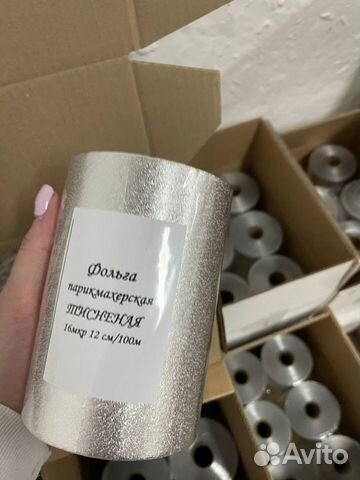 Фольга
парикмахерская
ТИСНЕНАЯ
16мкр 12 см/100м
Avito